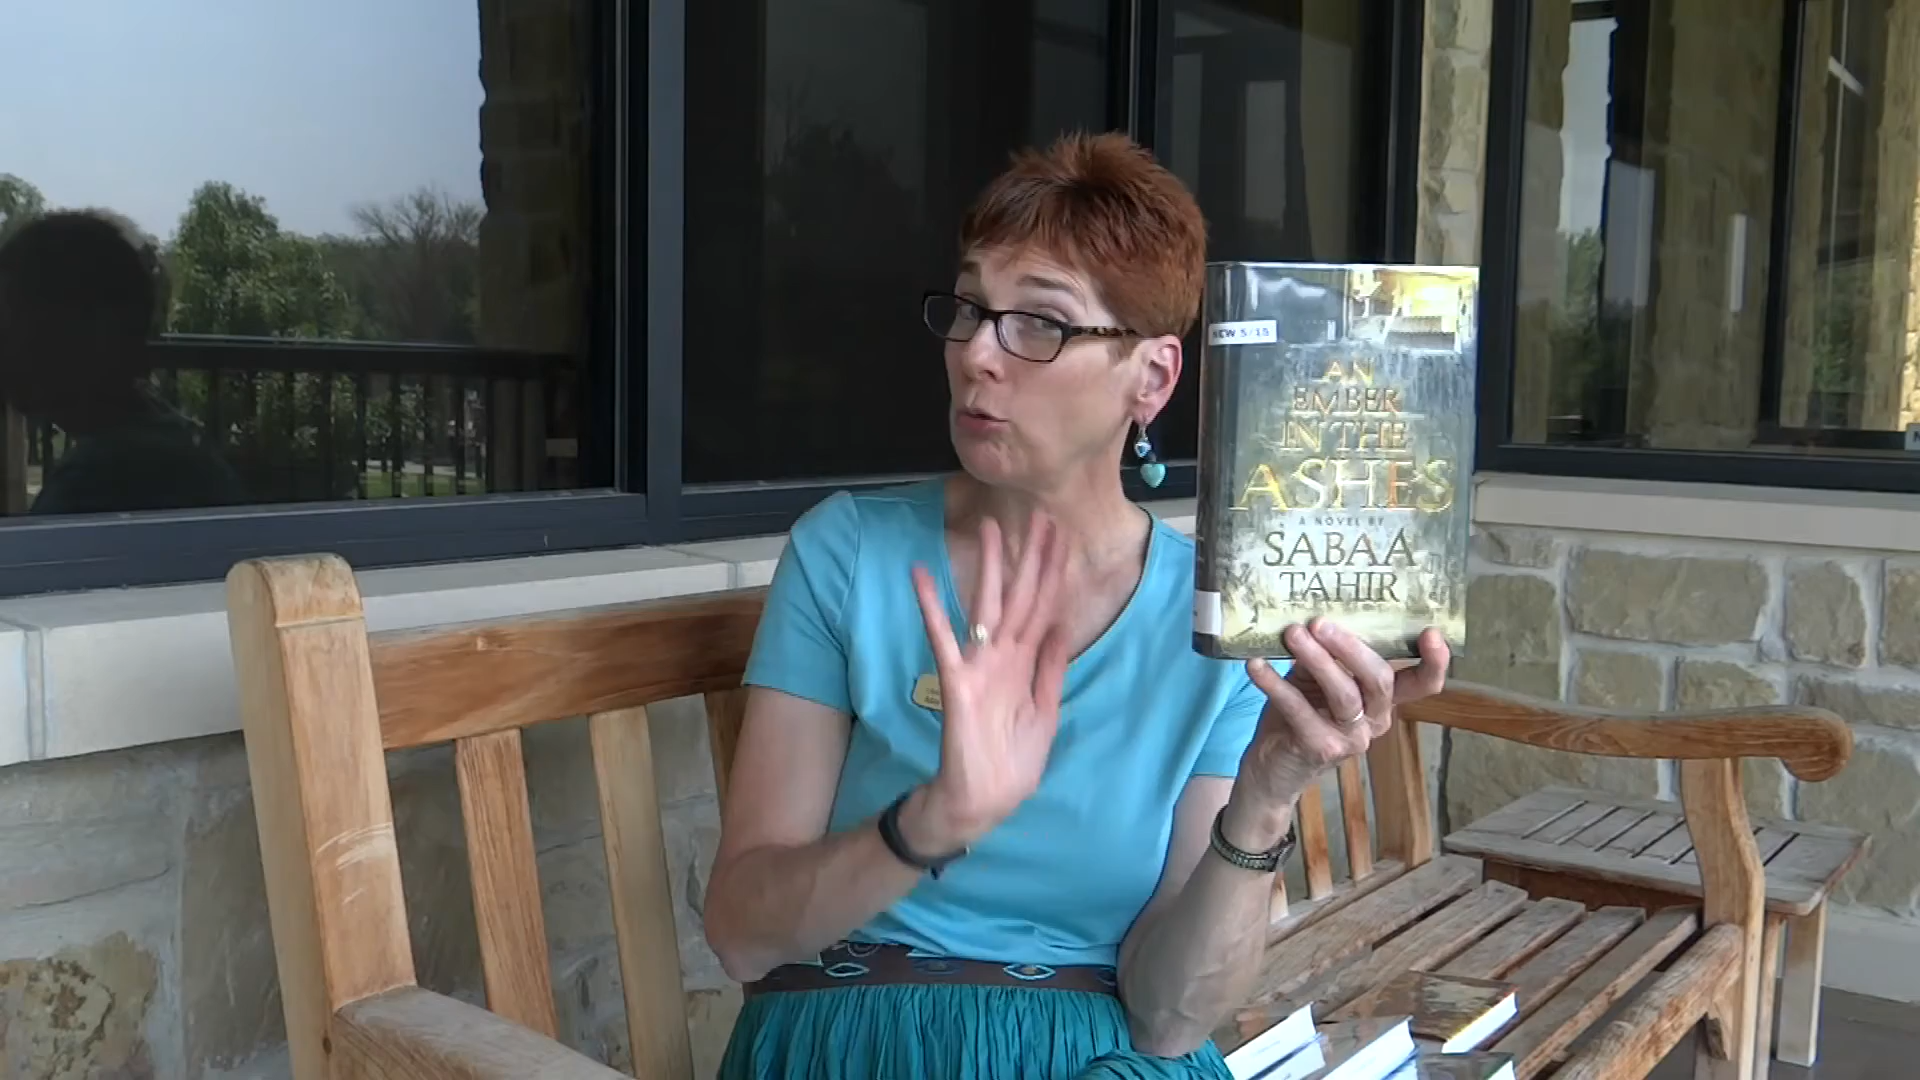 NEW 5/15
AN
EMBER
IN THE
ASHES
A NOVEL BY
SABAA
TAHIR